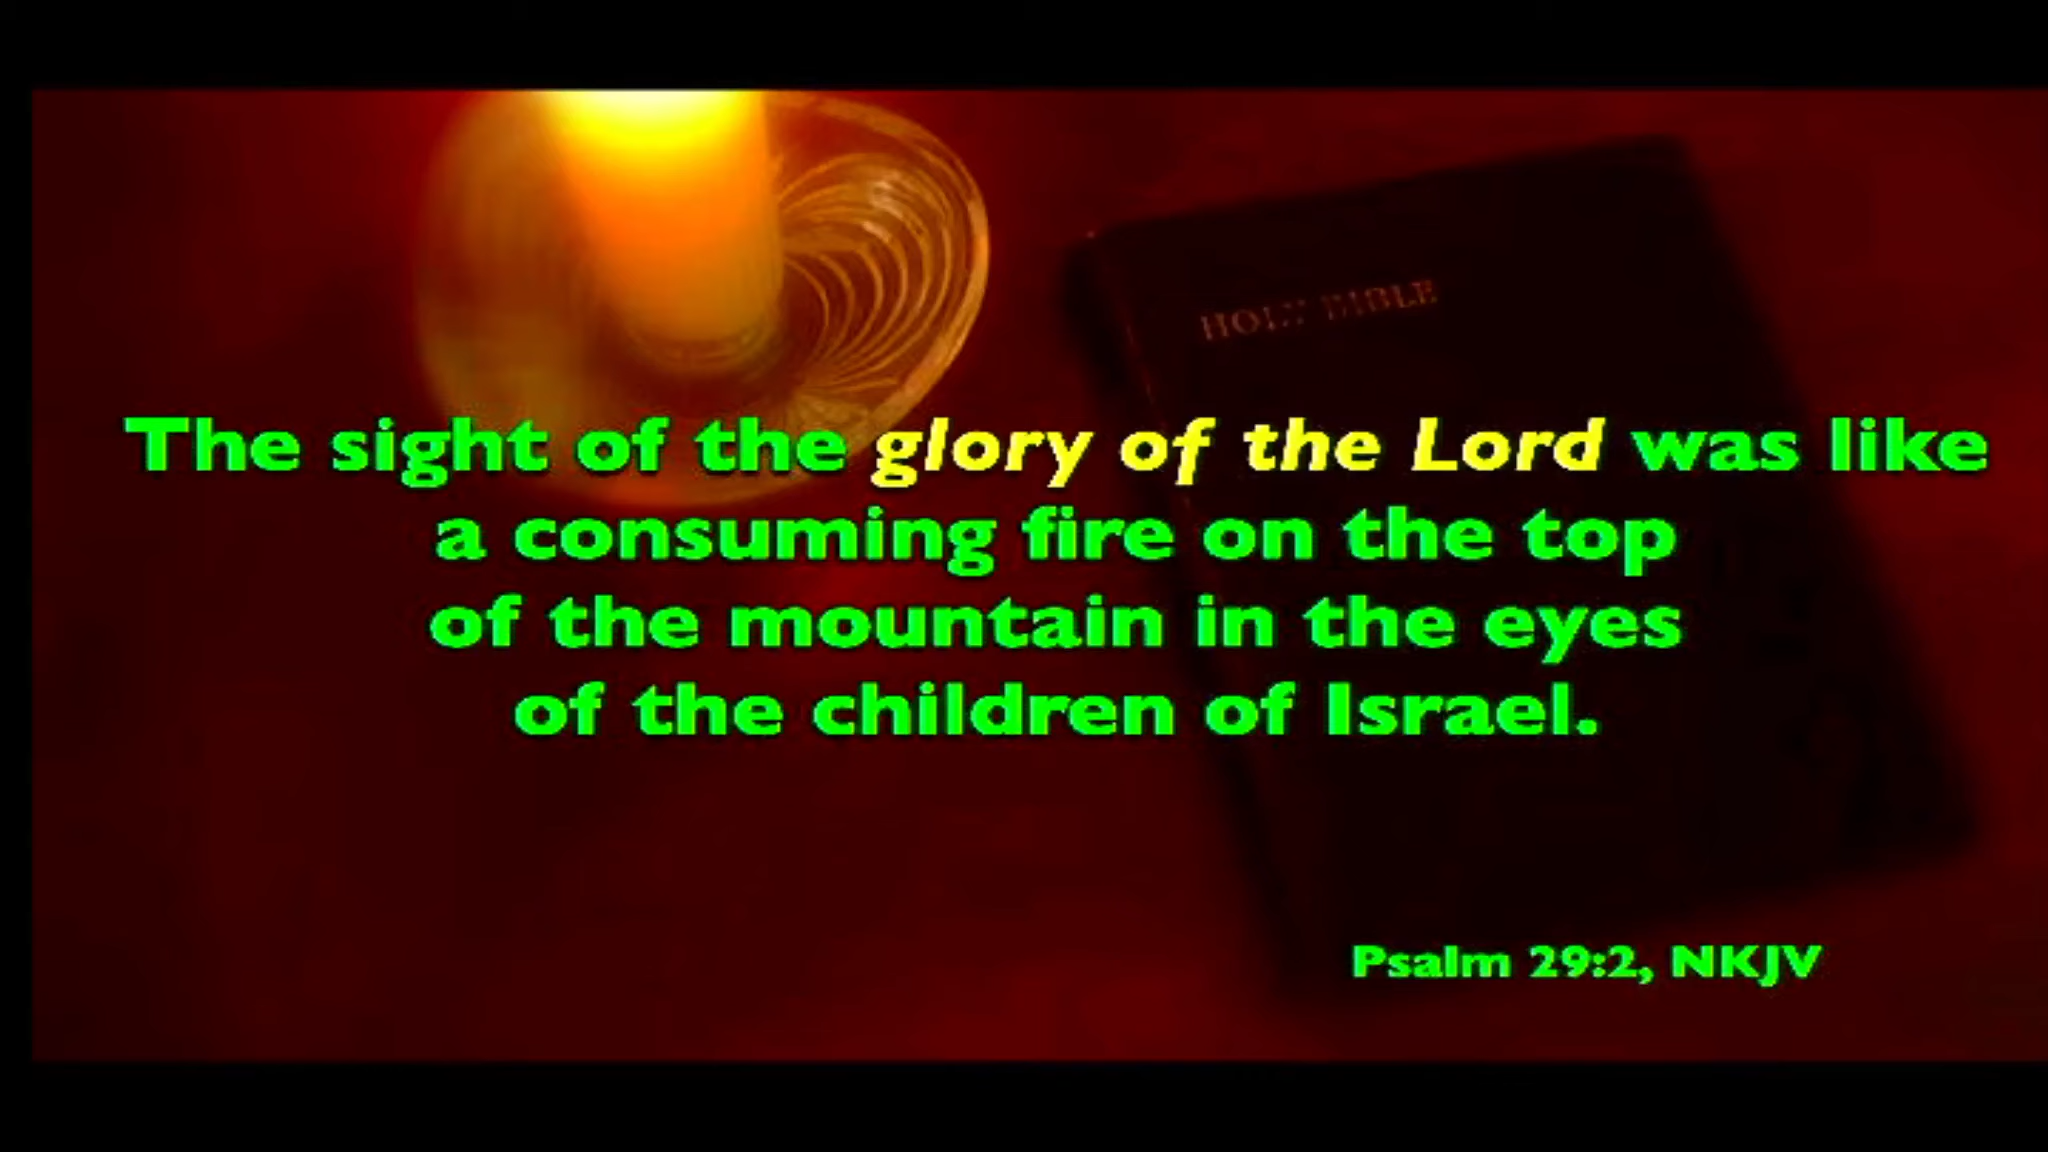 HOLY BIBLE
The sight of the glory of the Lord was like
a consuming fire on the top
of the mountain in the eyes
of the children of Israel.
Psalm 29:2, NKJV